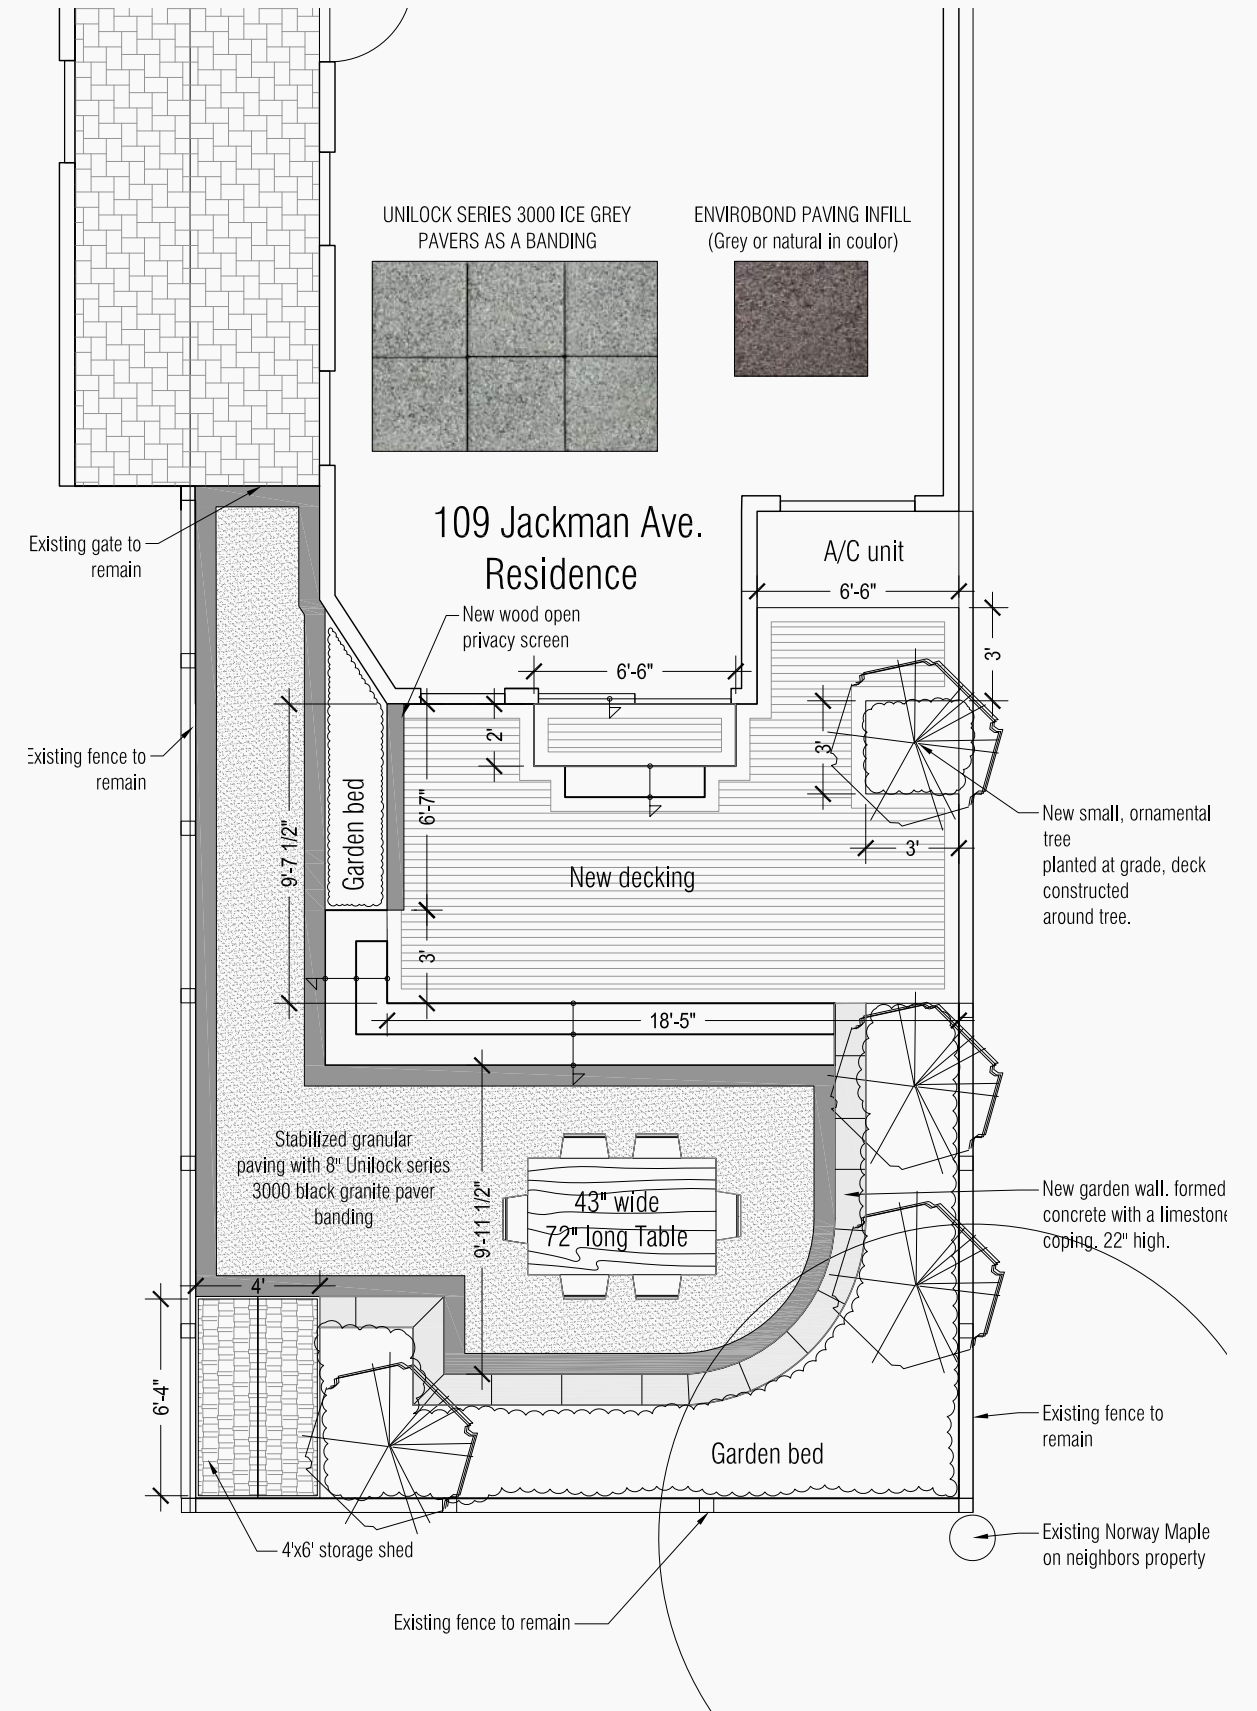 UNILOCK SERIES 3000 ICE GREY
PAVERS AS A BANDING
ENVIROBOND PAVING INFILL
(Grey or natural in coulor)
109 Jackman Ave.
Residence
Existing gate to
remain
A/C unit
6'-6"
New wood open
privacy screen
6'-6"
3'
2'
3'
Existing fence to
remain
Garden bed
6'-7"
9'-7 1/2"
3'
New small, ornamental
tree
planted at grade, deck
constructed
around tree.
New decking
3'
18'-5"
Stabilized granular
paving with 8" Unilock series
3000 black granite paver
banding
9'-11 1/2"
43" wide
72" long Table
New garden wall. formed
concrete with a limestone
coping. 22" high.
4'
6'-4"
Existing fence to
remain
Garden bed
4'x6' storage shed
Existing Norway Maple
on neighbors property
Existing fence to remain